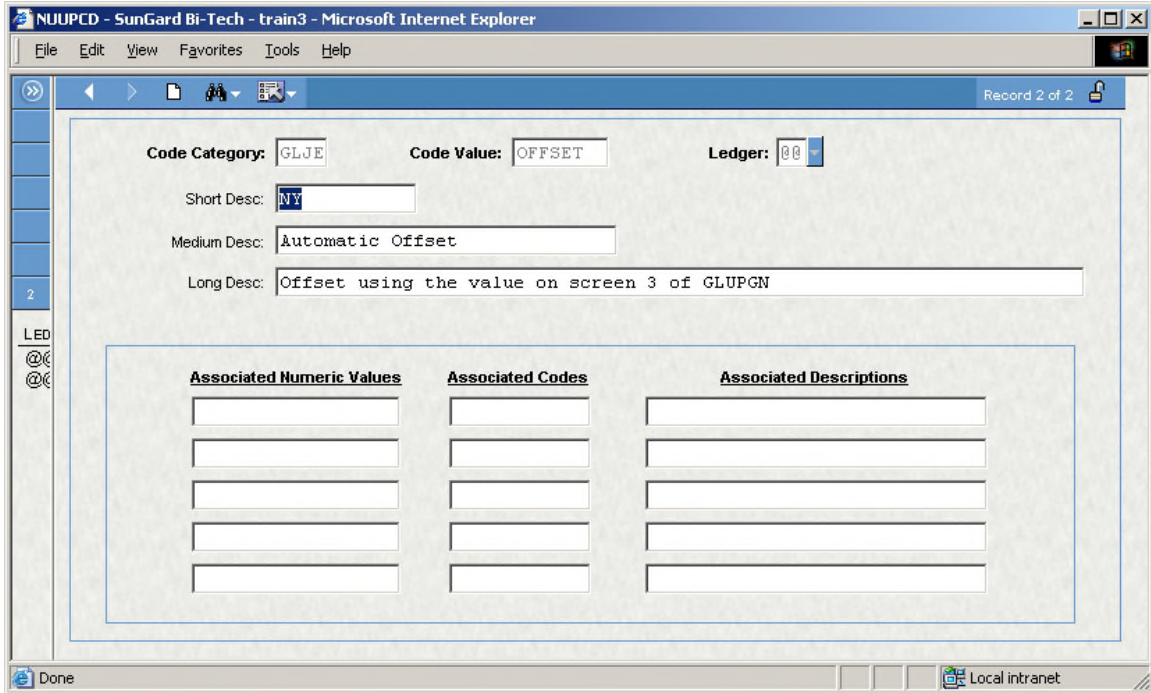 NUUPCD - SunGard Bi-Tech - train3 - Microsoft Internet Explorer
File Edit View Favorites Tools Help
Record 2 of 2
Code Category: GLJE Code Value: OFFSET Ledger: @@
Short Desc: NY
Medium Desc: Automatic Offset
Long Desc: Offset using the value on screen 3 of GLUPGN
2
LED
@@
@@
Associated Numeric Values Associated Codes Associated Descriptions
Done Local intranet